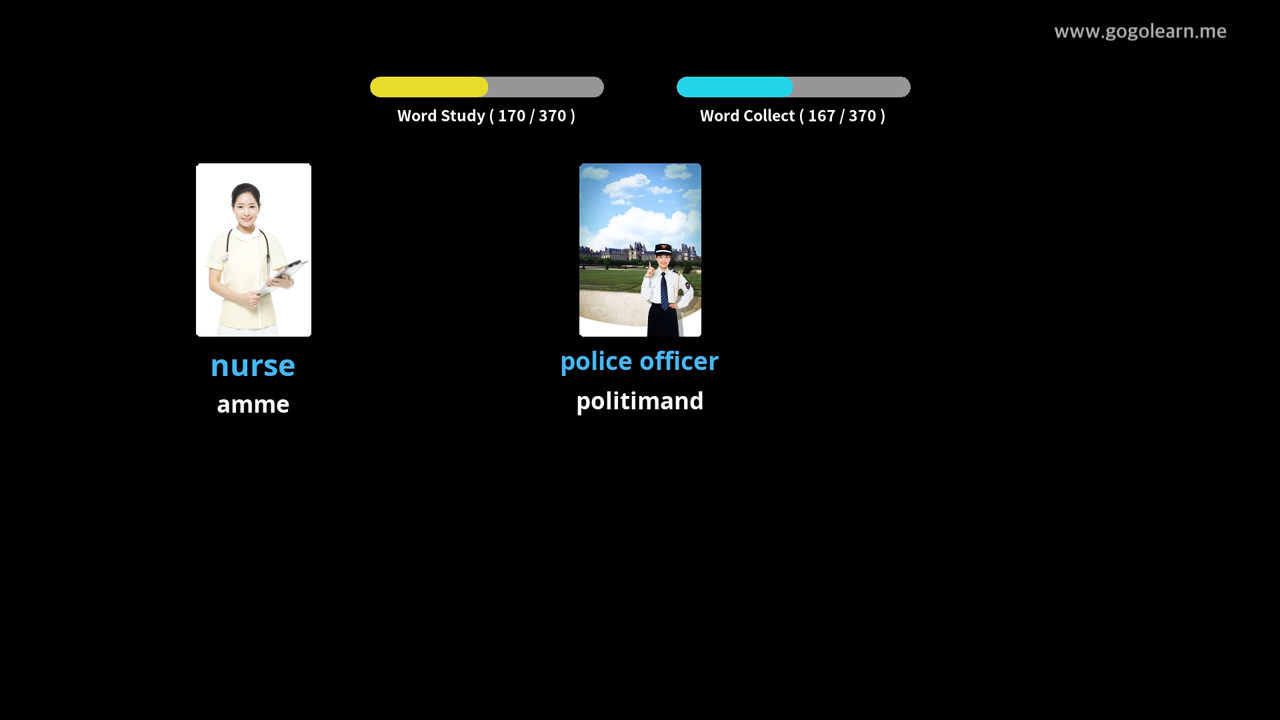 www.gogolearn.me
Word Study ( 170 / 370 )
Word Collect ( 167 / 370 )
nurse
amme
police officer
politimand